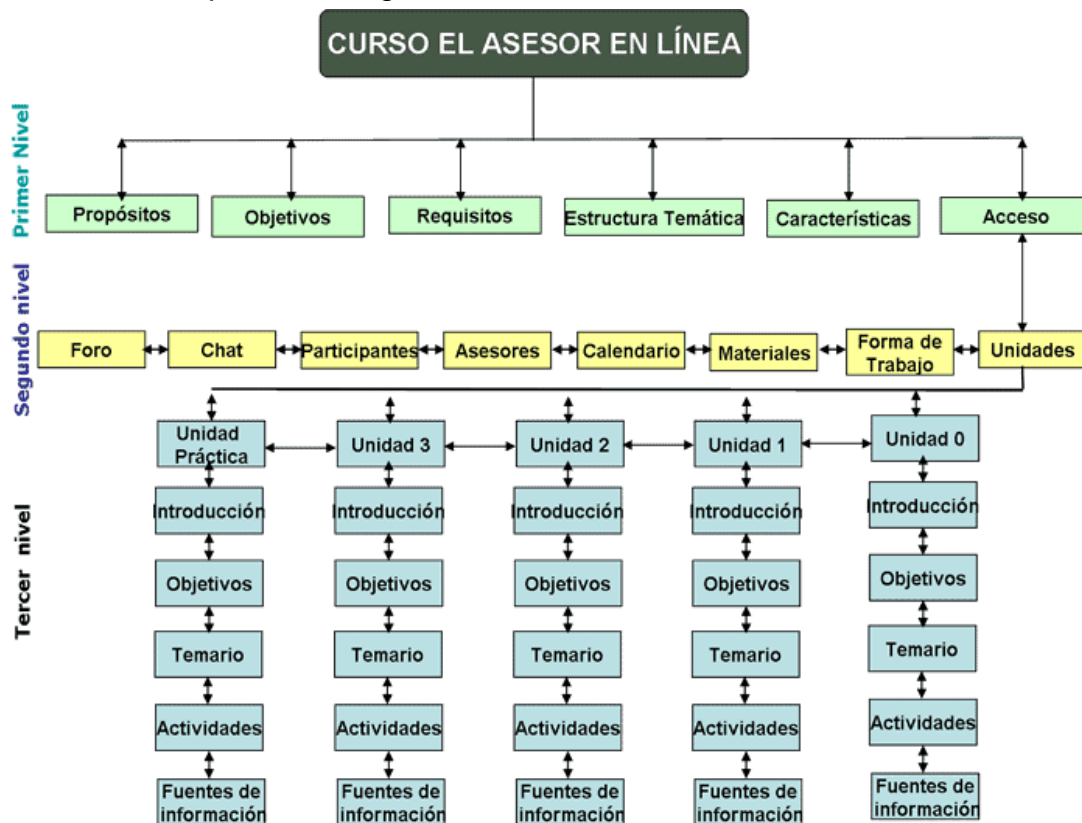 CURSO EL ASESOR EN LÍNEA
Primer Nivel
Propósitos
Objetivos
Requisitos
Estructura Temática
Características
Acceso
Segundo nivel
Foro
Chat
Participantes
Asesores
Calendario
Materiales
Forma de
Trabajo
Unidades
Tercer nivel
Unidad
Práctica
Unidad 3
Unidad 2
Unidad 1
Unidad 0
Introducción
Introducción
Introducción
Introducción
Introducción
Objetivos
Objetivos
Objetivos
Objetivos
Objetivos
Temario
Temario
Temario
Temario
Temario
Actividades
Actividades
Actividades
Actividades
Actividades
Fuentes de
información
Fuentes de
información
Fuentes de
información
Fuentes de
información
Fuentes de
información